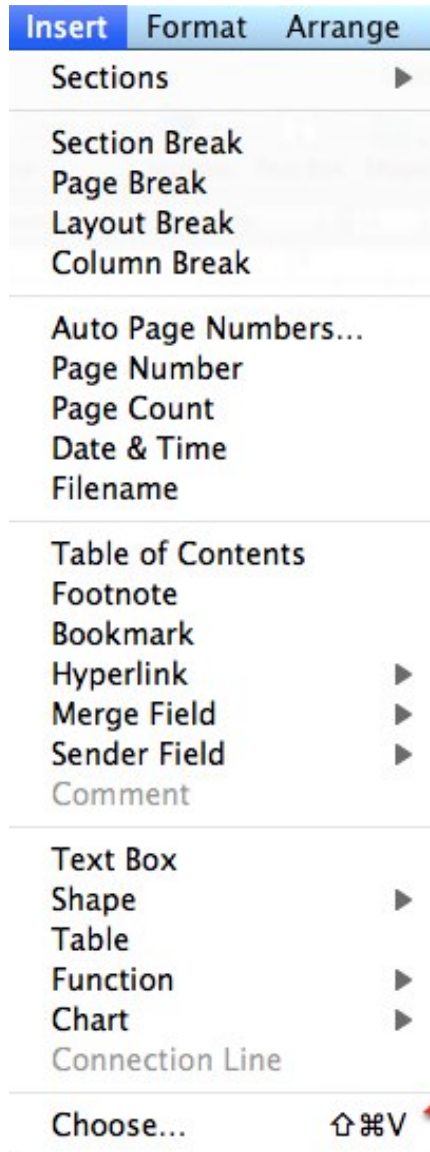 Insert Format Arrange
Sections
Section Break
Page Break
Layout Break
Column Break
Auto Page Numbers...
Page Number
Page Count
Date & Time
Filename
Table of Contents
Footnote
Bookmark
Hyperlink
Merge Field
Sender Field
Comment
Text Box
Shape
Table
Function
Chart
Connection Line
Choose... ⇧⌘V